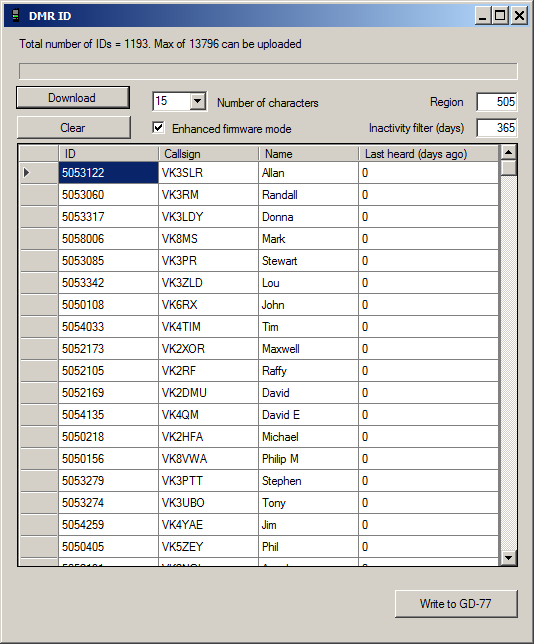 DMR ID
Total number of IDs = 1193. Max of 13796 can be uploaded
Download 15 Number of characters Region 505
Clear Enhanced firmware mode Inactivity filter (days) 365
ID Callsign Name Last heard (days ago)
5053122 VK3SLR Allan 0
5053060 VK3RM Randall 0
5053317 VK3LDY Donna 0
5058006 VK8MS Mark 0
5053085 VK3PR Stewart 0
5053342 VK3ZLD Lou 0
5050108 VK6RX John 0
5054033 VK4TIM Tim 0
5052173 VK2XOR Maxwell 0
5052105 VK2RF Raffy 0
5052169 VK2DMU David 0
5054135 VK4QM David E 0
5050218 VK2HFA Michael 0
5050156 VK8VWA Philip M 0
5053279 VK3PTT Stephen 0
5053274 VK3UBO Tony 0
5054259 VK4YAE Jim 0
5050405 VK5ZEY Phil 0
Write to GD-77